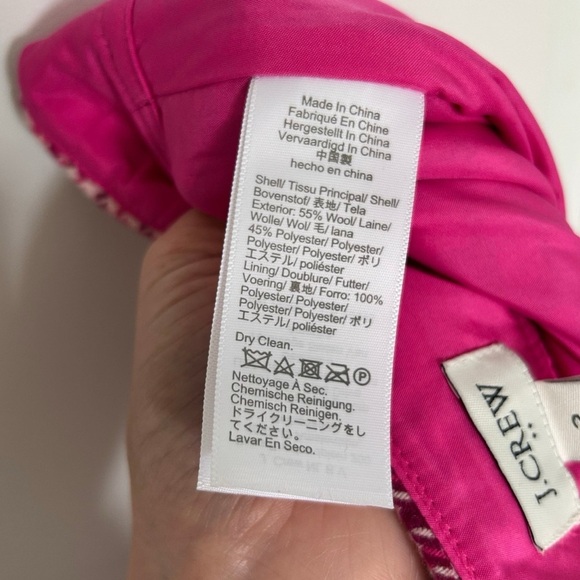 Made In China
Fabriqué En Chine
Hergestellt In China
Vervaardigd In China
中国製
hecho en china
Shell/ Tissu Principal/ Shell/
Bovenstof/ 表地/ Tela
Exterior: 55% Wool/ Laine/
Wolle/ Wol/ 毛/ lana
45% Polyester/ Polyester/
Polyester/ Polyester/ ポリ
エステル/ poliéster
Lining/ Doublure/ Futter/
Voering/ 裏地/ Forro: 100%
Polyester/ Polyester/
Polyester/ Polyester/ ポリ
エステル/ poliéster
Dry Clean.
P
Nettoyage À Sec.
Chemische Reinigung.
Chemisch Reinigen.
ドライクリーニングをし
てください。
Lavar En Seco.
J.CREW